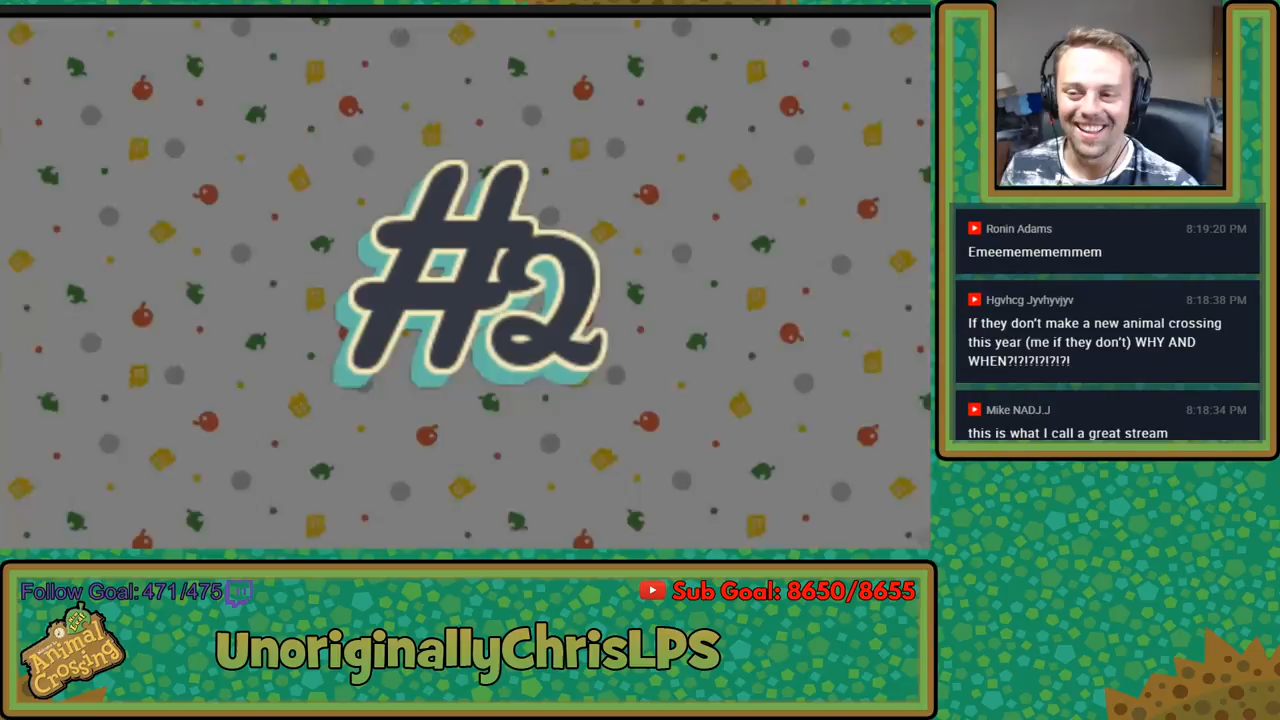 #2
Ronin Adams 8:19:20 PM
Emeemememememmem
Hgvhcg Jyvhyvjyv 8:18:38 PM
If they don't make a new animal crossing
this year (me if they don't) WHY AND
WHEN?!?!?!?!?!?!
Mike NADJ.J 8:18:34 PM
this is what I call a great stream
Follow Goal: 471/475
Sub Goal: 8650/8655
Animal
Crossing
UnoriginallyChrisLPS